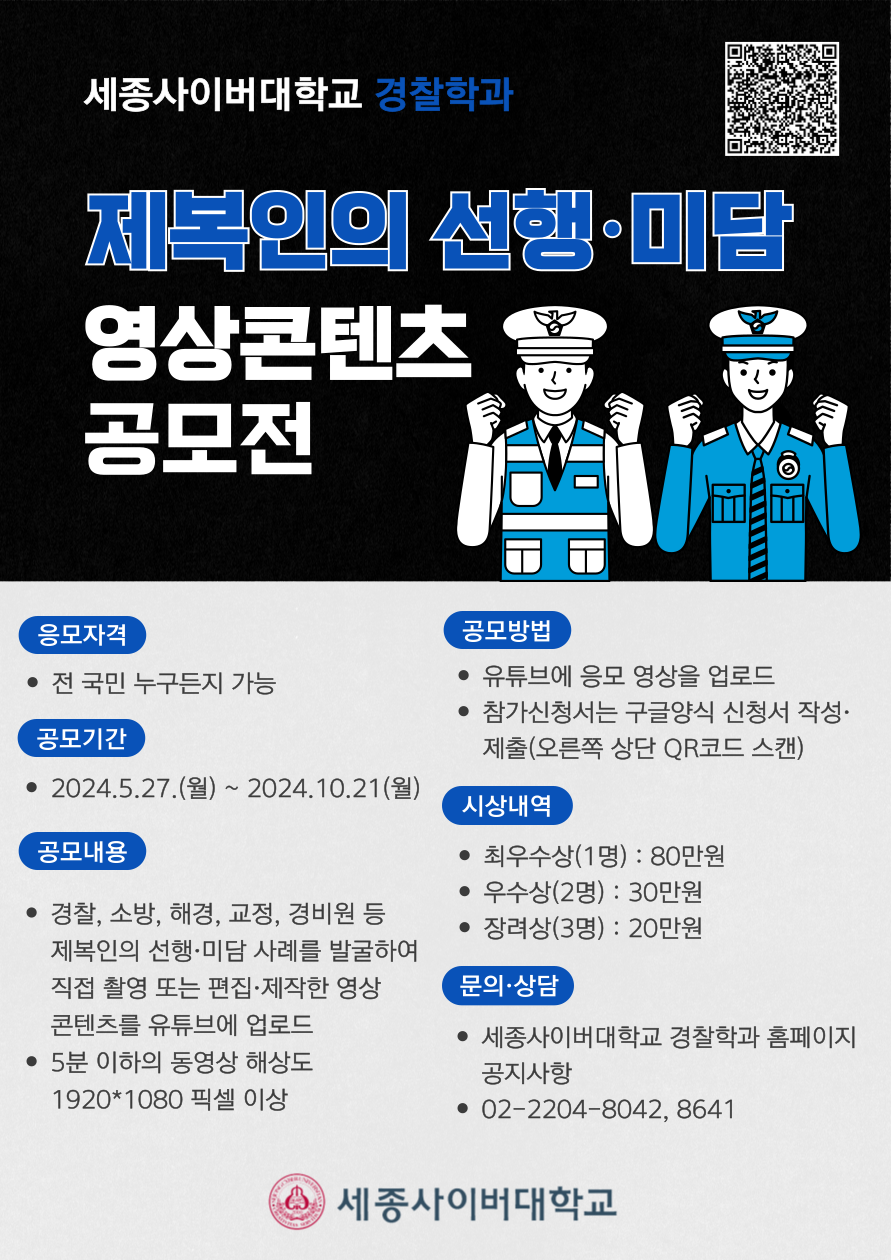 세종사이버대학교 경찰학과
제복인의 선행·미담
영상콘텐츠
공모전
응모자격
• 전 국민 누구든지 가능
공모기간
• 2024.5.27.(월) ~ 2024.10.21(월)
공모내용
• 경찰, 소방, 해경, 교정, 경비원 등
제복인의 선행·미담 사례를 발굴하여
직접 촬영 또는 편집·제작한 영상
콘텐츠를 유튜브에 업로드
• 5분 이하의 동영상 해상도
1920*1080 픽셀 이상
공모방법
• 유튜브에 응모 영상을 업로드
• 참가신청서는 구글양식 신청서 작성·
제출(오른쪽 상단 QR코드 스캔)
시상내역
• 최우수상(1명) : 80만원
• 우수상(2명) : 30만원
• 장려상(3명) : 20만원
문의·상담
• 세종사이버대학교 경찰학과 홈페이지
공지사항
• 02-2204-8042, 8641
세종사이버대학교